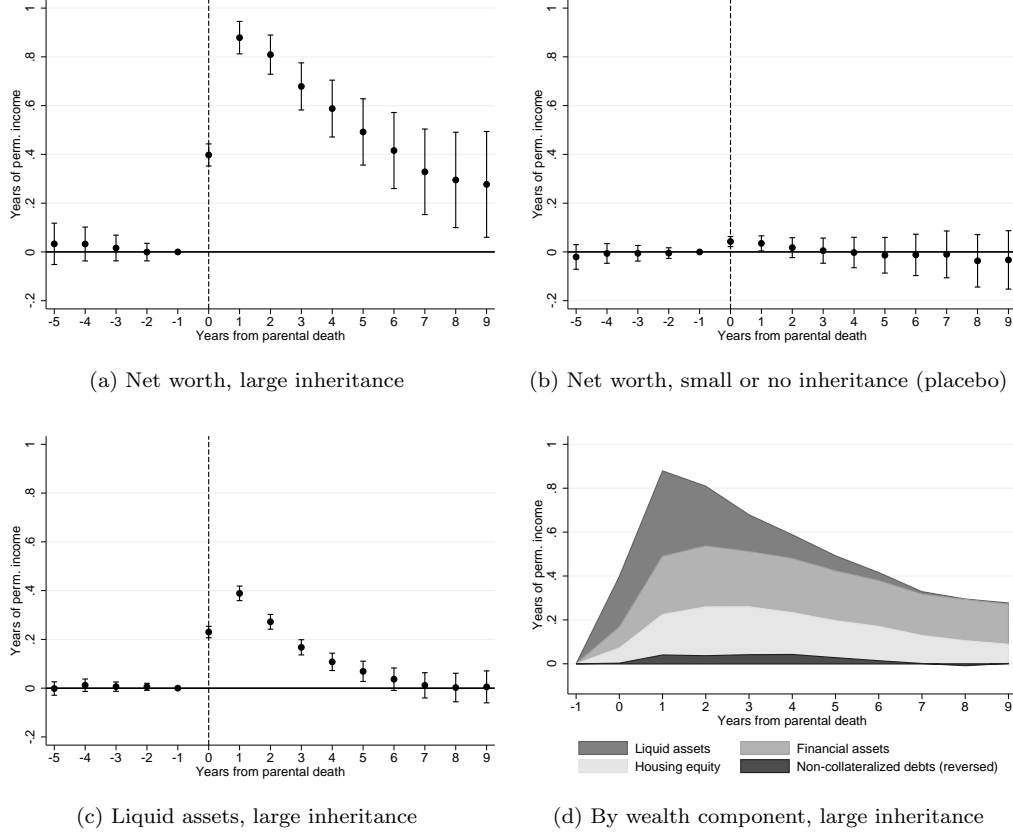 Years of perm. income
-.2 0 .2 .4 .6 .8 1
-5 -4 -3 -2 -1 0 1 2 3 4 5 6 7 8 9
Years from parental death
(a) Net worth, large inheritance
Years of perm. income
-.2 0 .2 .4 .6 .8 1
-5 -4 -3 -2 -1 0 1 2 3 4 5 6 7 8 9
Years from parental death
(b) Net worth, small or no inheritance (placebo)
Years of perm. income
-.2 0 .2 .4 .6 .8 1
-5 -4 -3 -2 -1 0 1 2 3 4 5 6 7 8 9
Years from parental death
(c) Liquid assets, large inheritance
Years of perm. income
0 .2 .4 .6 .8 1
-1 0 1 2 3 4 5 6 7 8 9
Years from parental death
Liquid assets Financial assets
Housing equity Non-collateralized debts (reversed)
(d) By wealth component, large inheritance